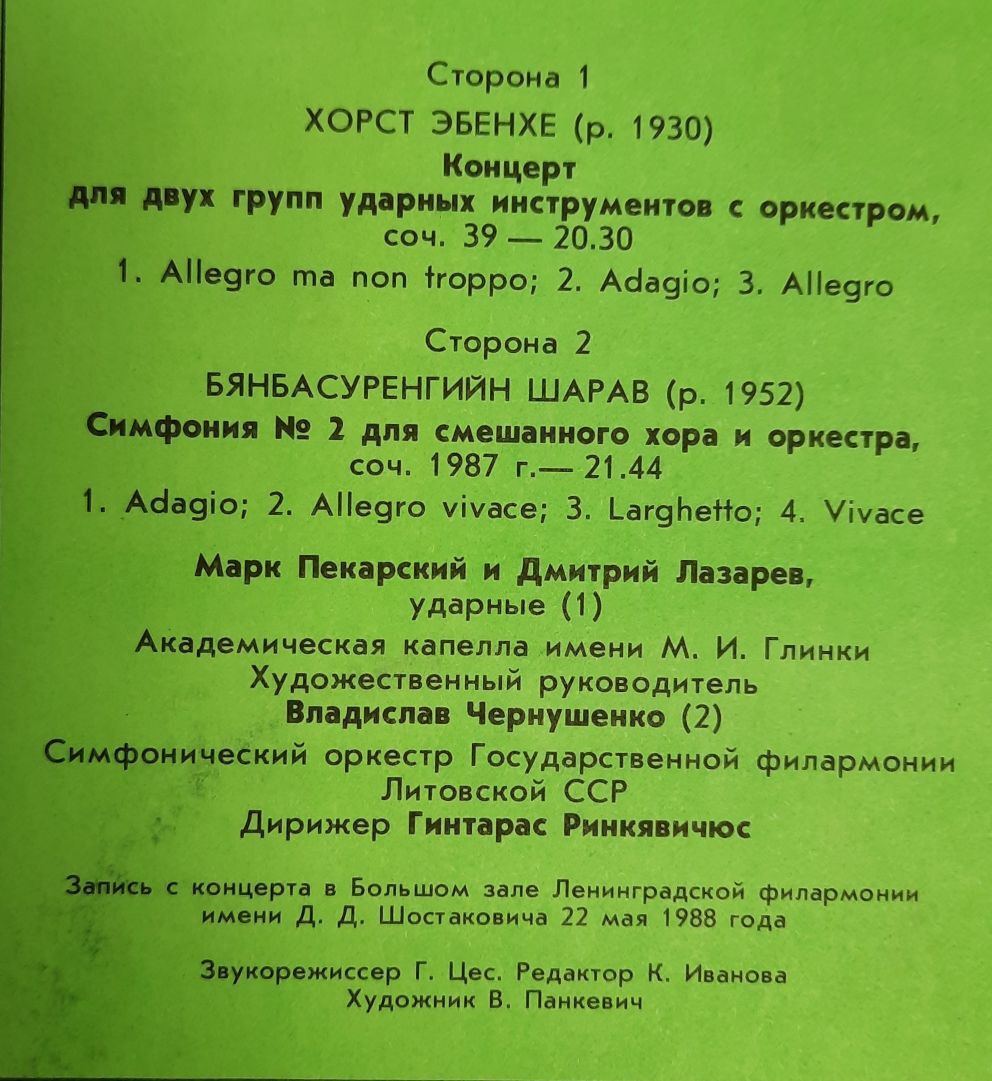 Сторона 1
ХОРСТ ЭБЕНХЕ (р. 1930)
Концерт
для двух групп ударных инструментов с оркестром,
соч. 39 — 20.30
1. Allegro ma non troppo; 2. Adagio; 3. Allegro
Сторона 2
БЯНБАСУРЕНГИЙН ШАРАВ (р. 1952)
Симфония № 2 для смешанного хора и оркестра,
соч. 1987 г.— 21.44
1. Adagio; 2. Allegro vivace; 3. Larghetto; 4. Vivace
Марк Пекарский и Дмитрий Лазарев,
ударные (1)
Академическая капелла имени М. И. Глинки
Художественный руководитель
Владислав Чернушенко (2)
Симфонический оркестр Государственной филармонии
Литовской ССР
Дирижер Гинтарас Ринкявичюс
Запись с концерта в Большом зале Ленинградской филармонии
имени Д. Д. Шостаковича 22 мая 1988 года
Звукорежиссер Г. Цес. Редактор К. Иванова
Художник В. Панкевич